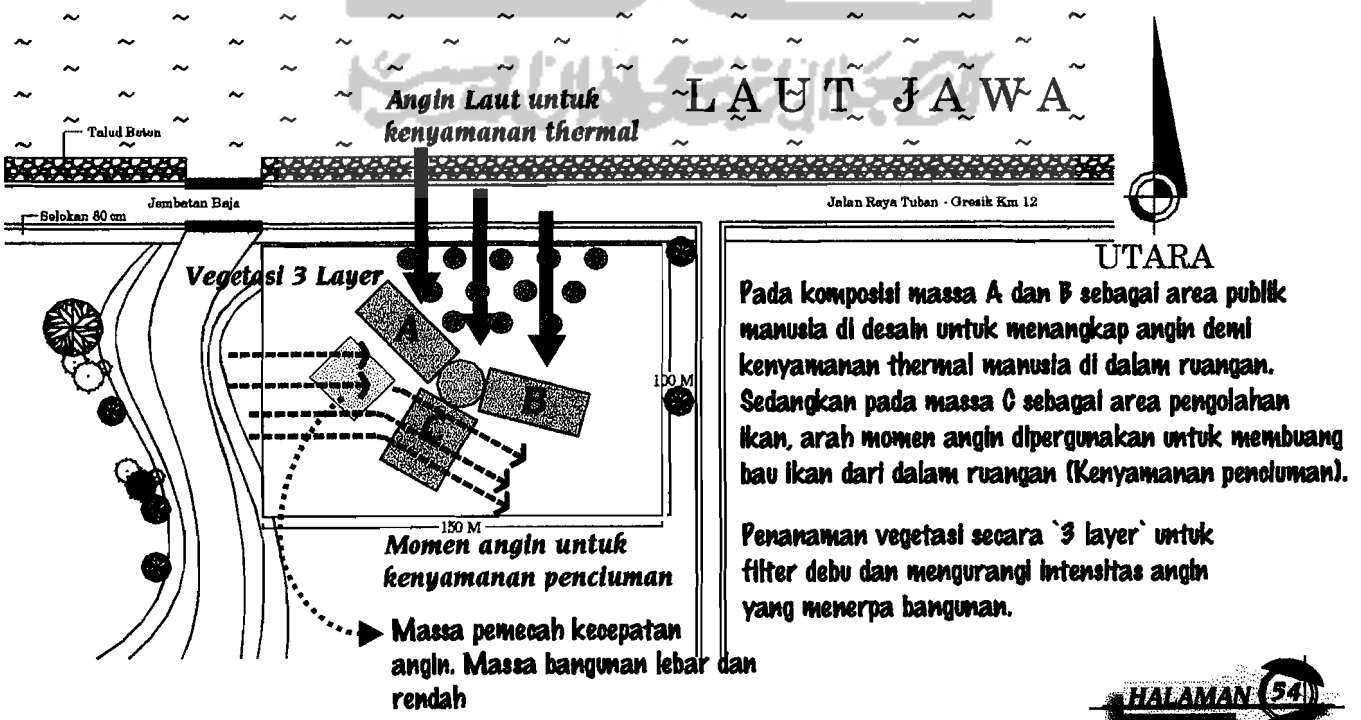 Angin Laut untuk
kenyamanan thermal
LAUT JAWA
Talud Beton
Jembatan Baja
Jalan Raya Tuban - Gresik Km 12
Selokan 80 cm
UTARA
Vegetasi 3 Layer
A
B
C
100 M
150 M
Momen angin untuk
kenyamanan penciuman
Massa pemecah kecepatan
angin. Massa bangunan lebar dan
rendah
Pada komposisi massa A dan B sebagai area publik
manusia di desain untuk menangkap angin demi
kenyamanan thermal manusia di dalam ruangan.
Sedangkan pada massa C sebagai area pengolahan
ikan, arah momen angin dipergunakan untuk membuang
bau ikan dari dalam ruangan (Kenyamanan penciuman).
Penanaman vegetasi secara `3 layer` untuk
filter debu dan mengurangi intensitas angin
yang menerpa bangunan.
HALAMAN 54